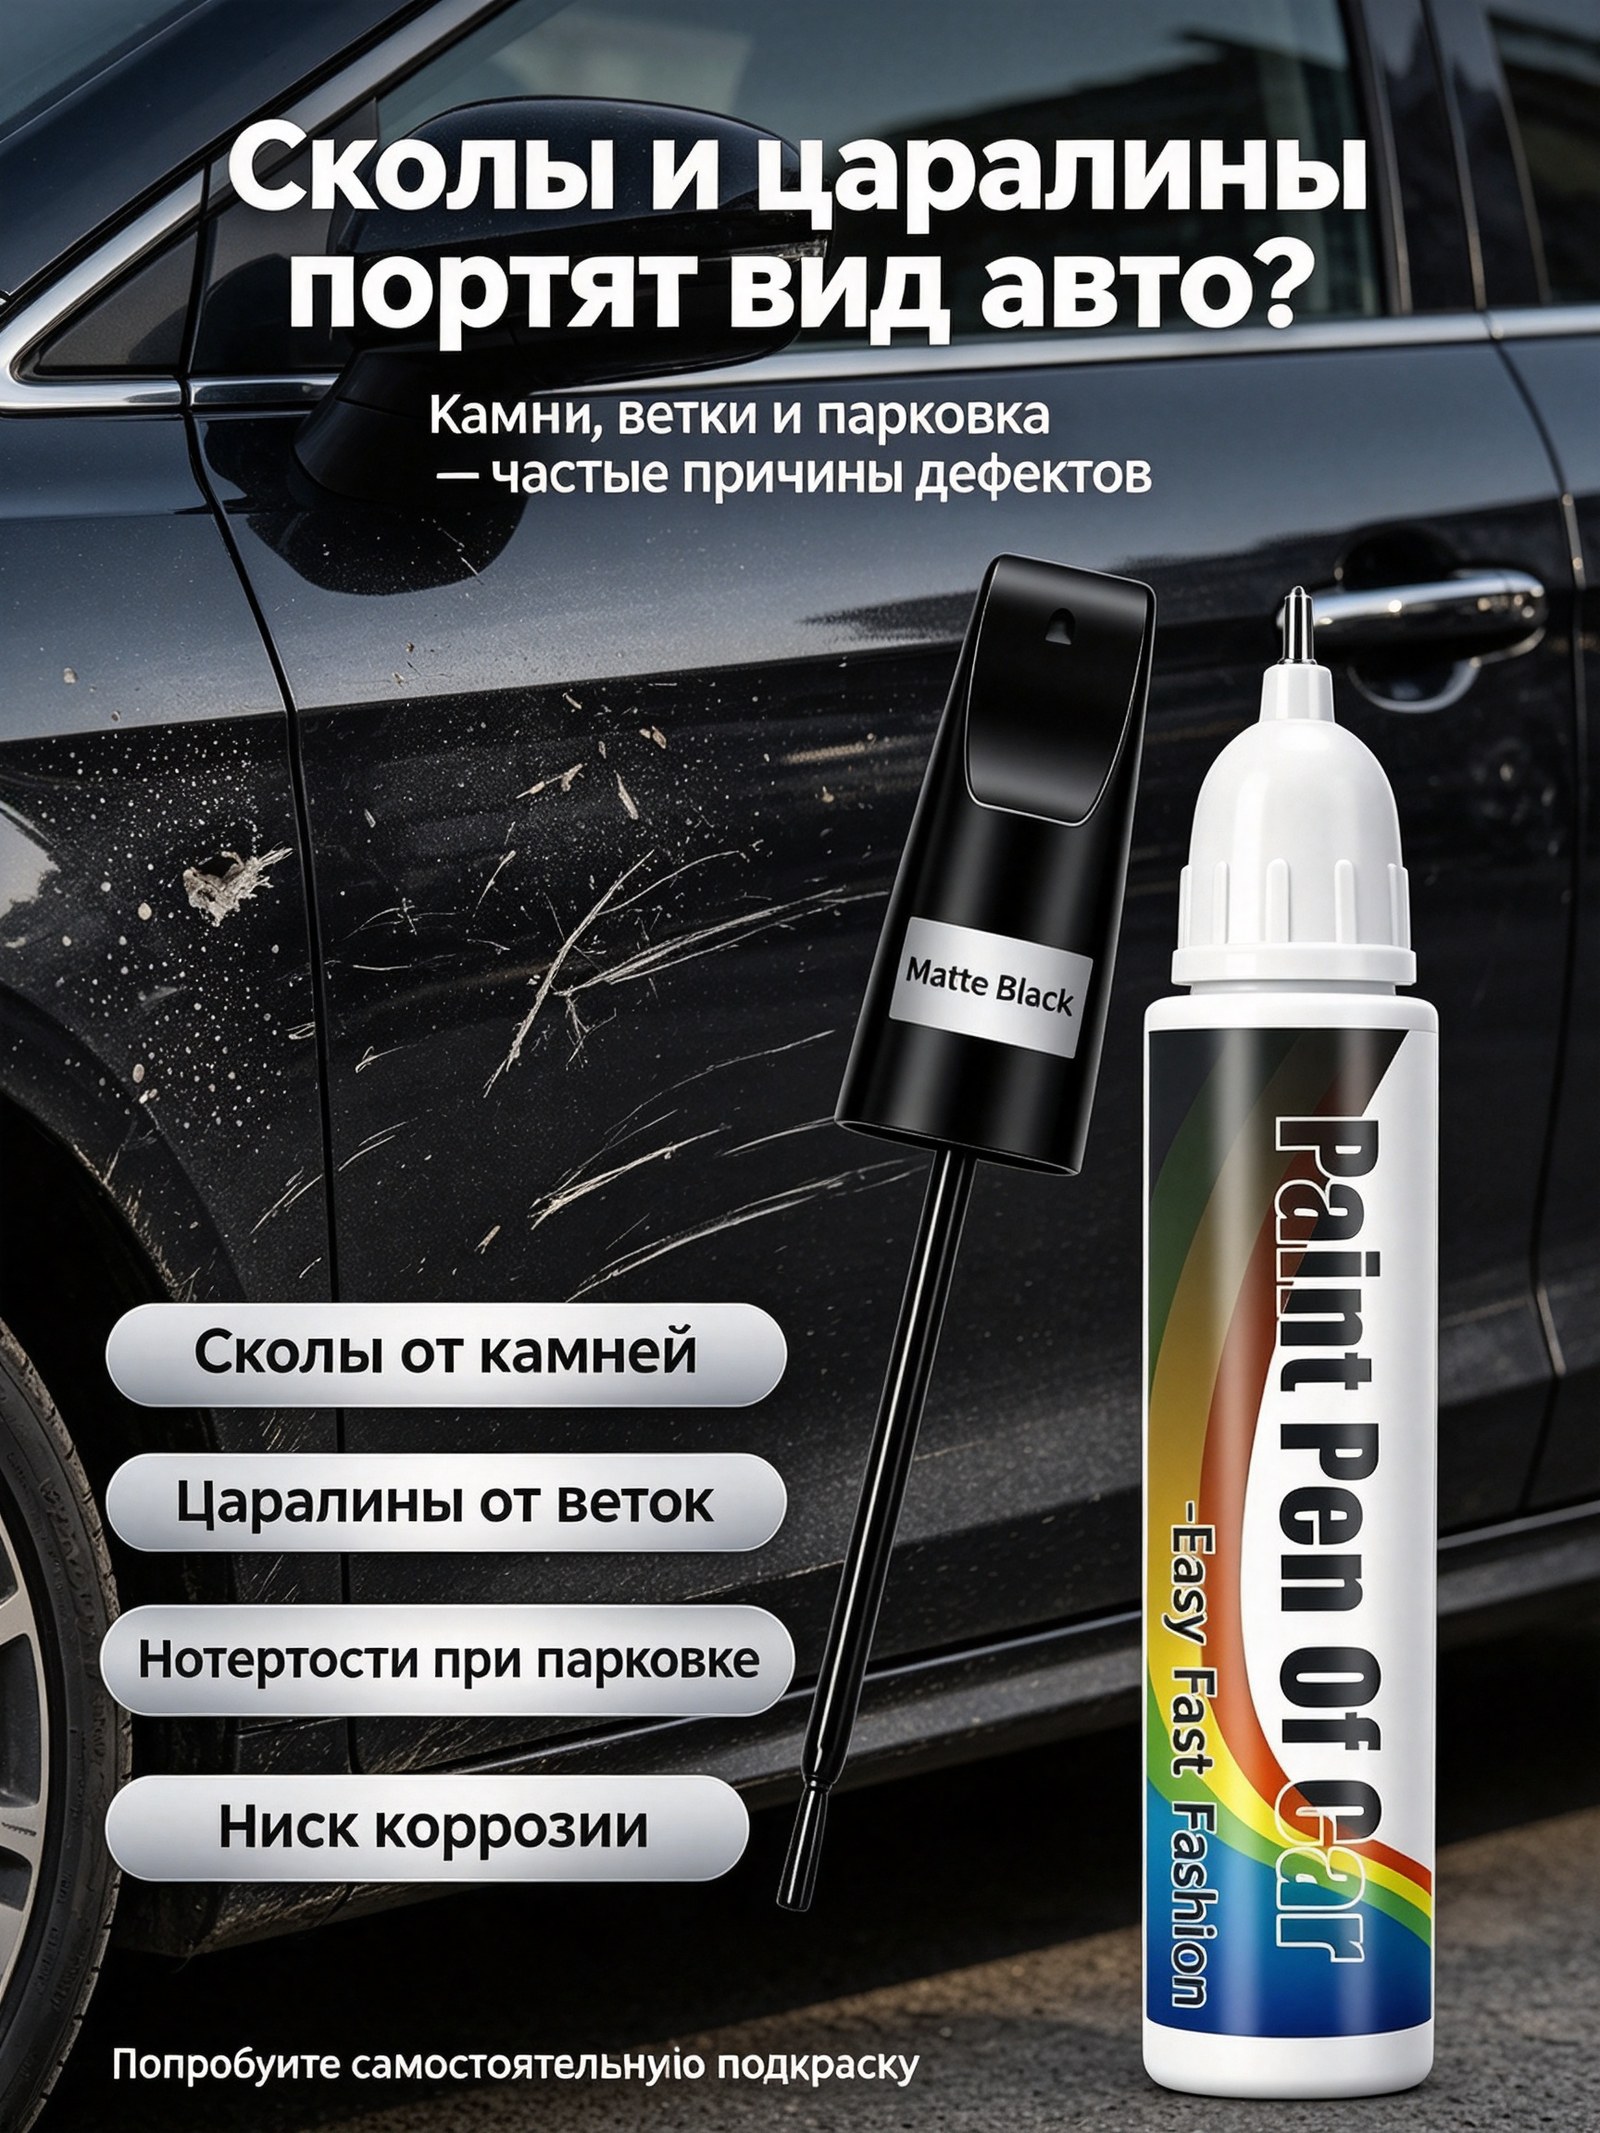 Сколы и царалины
портят вид авто?
Камни, ветки и парковка
— частые причины дефектов
Matte Black
Paint Pen Of Car
-Easy Fast Fashion
Сколы от камней
Царалины от веток
Нотертости при парковке
Ниск коррозии
Попробуите самостоятельнуіо подкраску